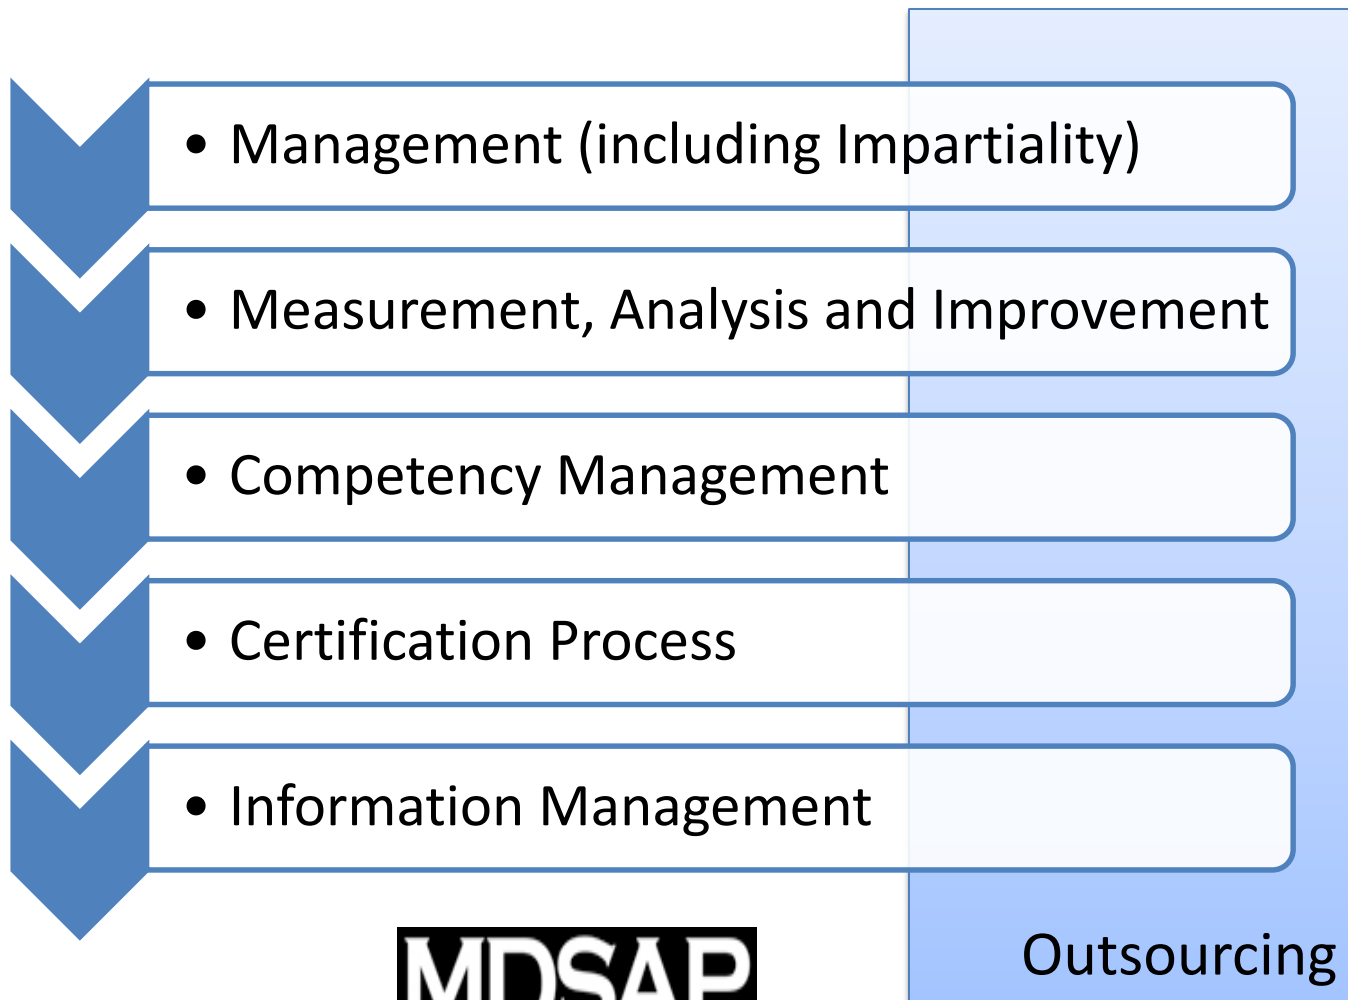 • Management (including Impartiality)
• Measurement, Analysis and Improvement
• Competency Management
• Certification Process
• Information Management
MDSAP
Outsourcing